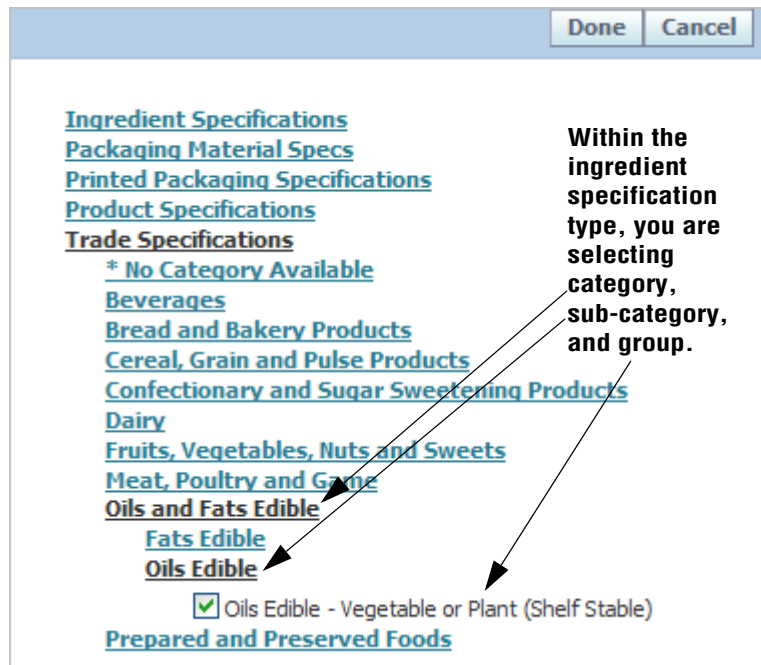 Done Cancel
Ingredient Specifications
Packaging Material Specs
Printed Packaging Specifications
Product Specifications
Trade Specifications
* No Category Available
Beverages
Bread and Bakery Products
Cereal, Grain and Pulse Products
Confectionary and Sugar Sweetening Products
Dairy
Fruits, Vegetables, Nuts and Sweets
Meat, Poultry and Game
Oils and Fats Edible
Fats Edible
Oils Edible
Oils Edible - Vegetable or Plant (Shelf Stable)
Prepared and Preserved Foods
Within the
ingredient
specification
type, you are
selecting
category,
sub-category,
and group.